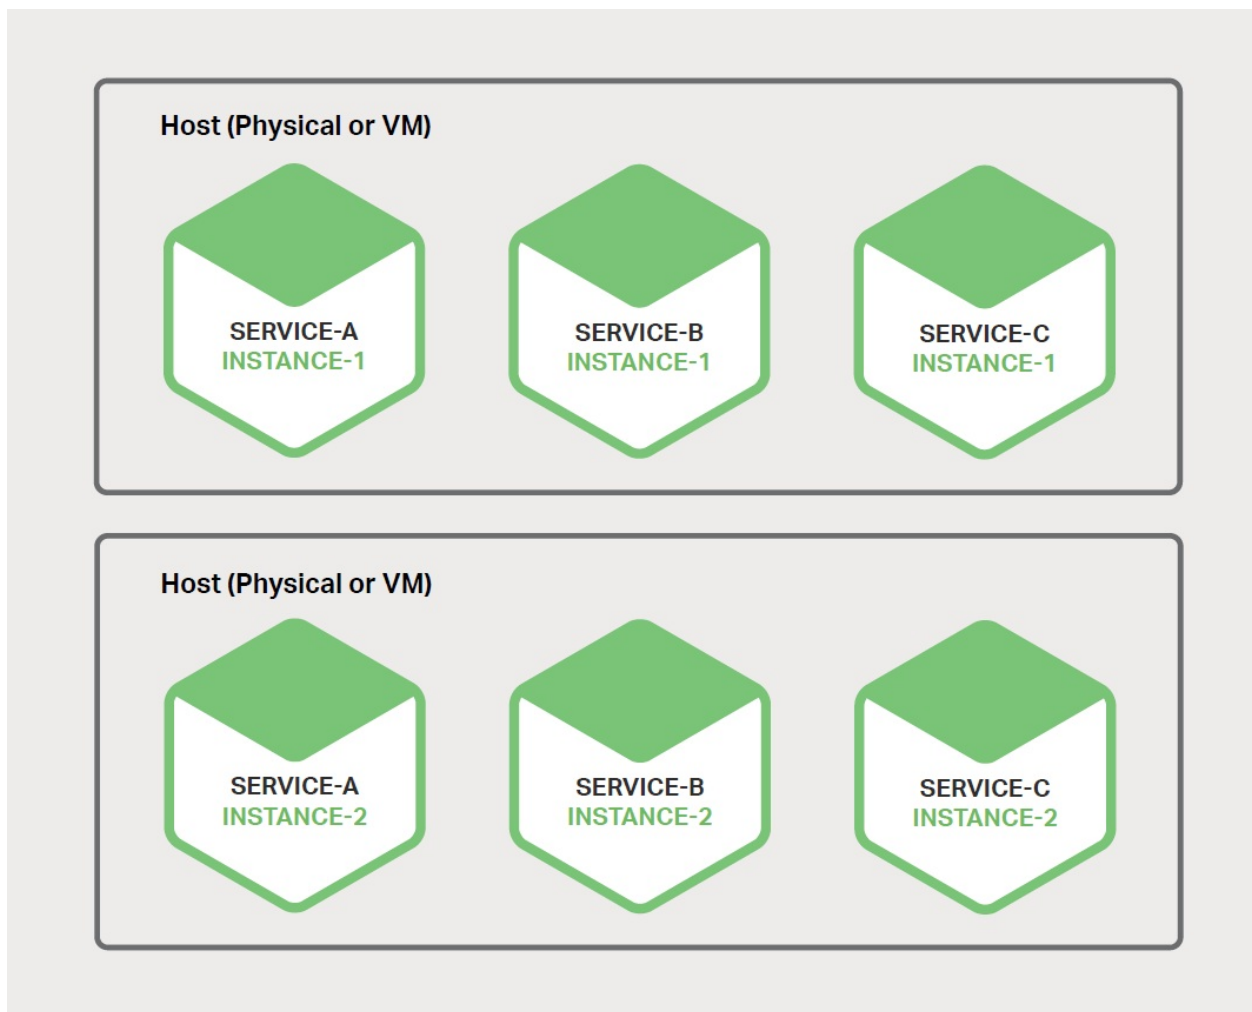 Host (Physical or VM)
SERVICE-A
INSTANCE-1
SERVICE-B
INSTANCE-1
SERVICE-C
INSTANCE-1
Host (Physical or VM)
SERVICE-A
INSTANCE-2
SERVICE-B
INSTANCE-2
SERVICE-C
INSTANCE-2